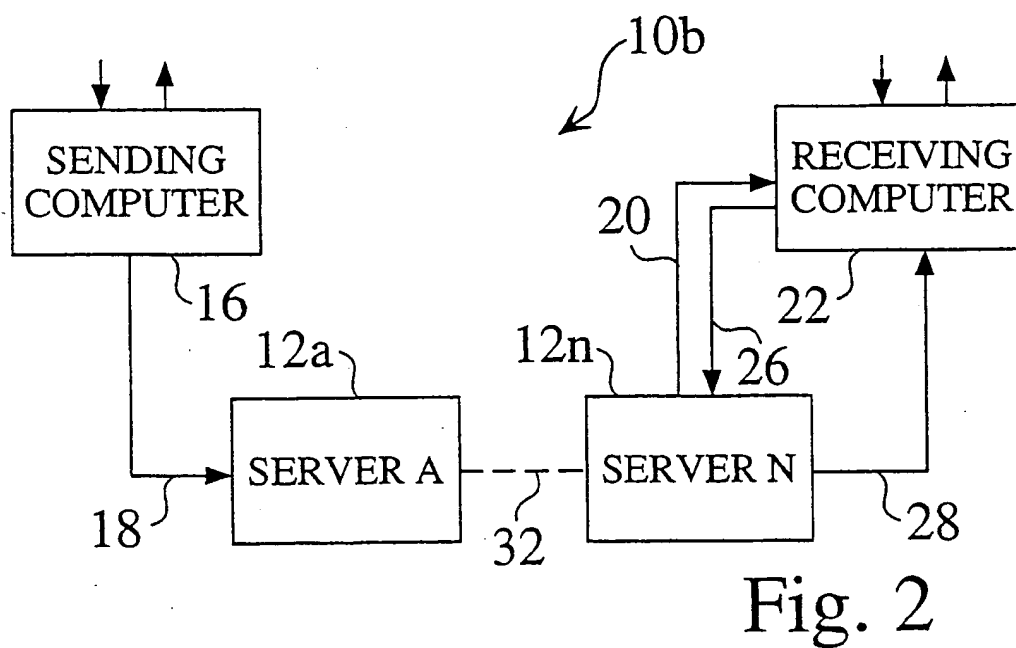 10b
SENDING
COMPUTER
RECEIVING
COMPUTER
20
16
22
12a
12n
26
SERVER A
SERVER N
18
32
28
Fig. 2